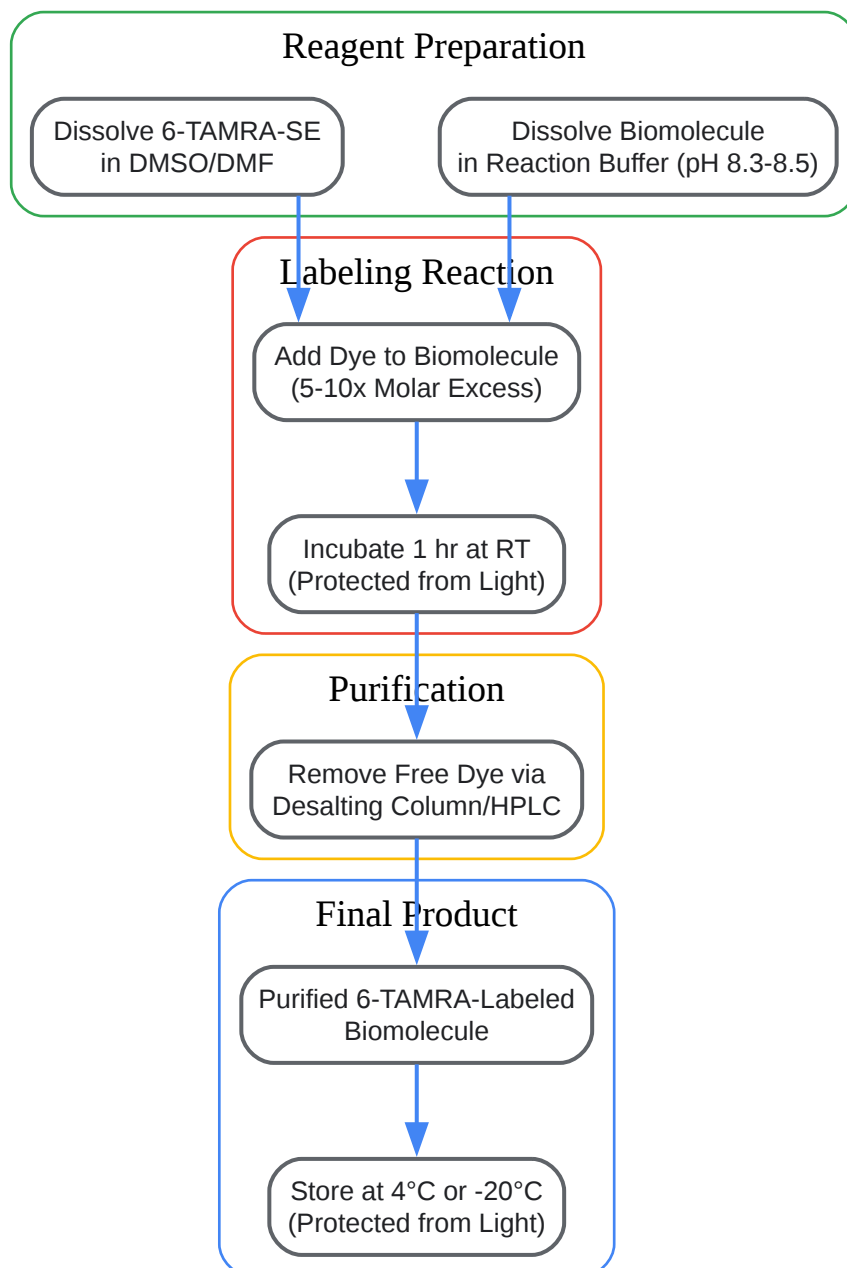 Reagent Preparation
Dissolve 6-TAMRA-SE
in DMSO/DMF
Dissolve Biomolecule
in Reaction Buffer (pH 8.3-8.5)
Labeling Reaction
Add Dye to Biomolecule
(5-10x Molar Excess)
Incubate 1 hr at RT
(Protected from Light)
Purification
Remove Free Dye via
Desalting Column/HPLC
Final Product
Purified 6-TAMRA-Labeled
Biomolecule
Store at 4°C or -20°C
(Protected from Light)